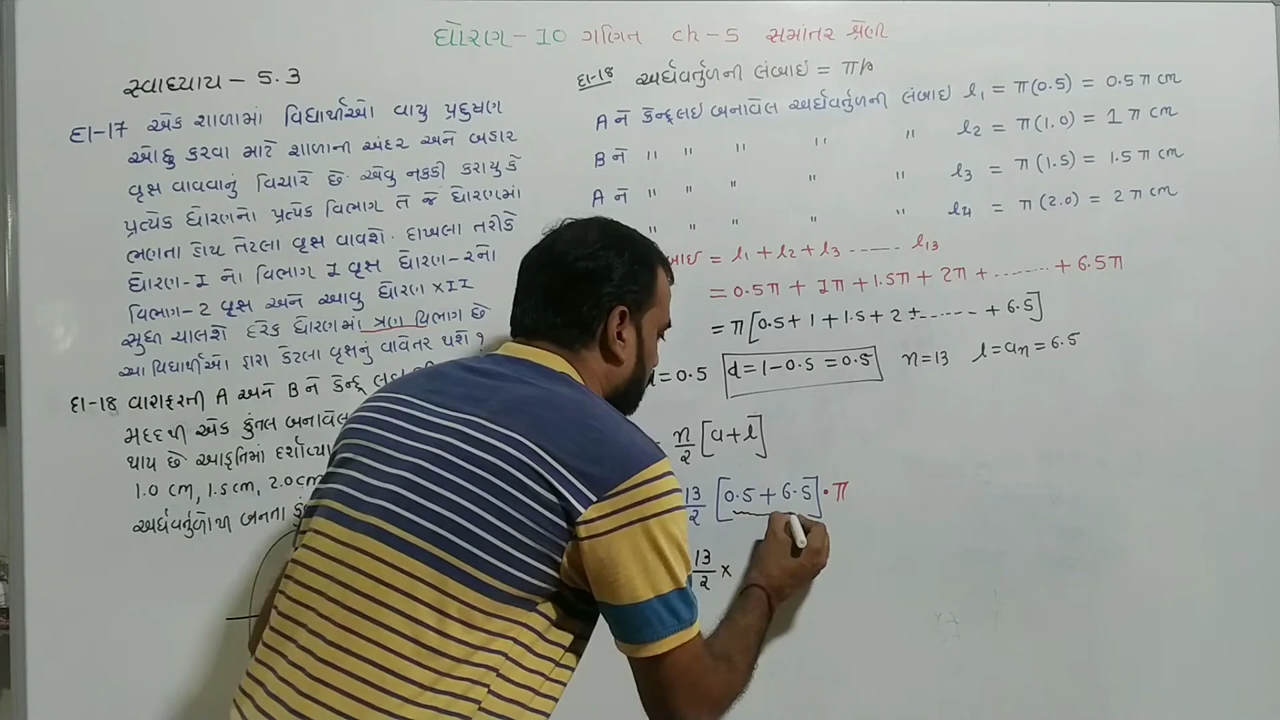 ધોરણ-10 ગણિત ch-5 સમાંતર શ્રેણી
સ્વાધ્યાય - 5.3
દા-17 એક શાળામાં વિદ્યાર્થીઓ વાયુ પ્રદુષણ
ઓછુ કરવા માટે શાળાની અંદર અને બહાર
વૃક્ષ વાવવાનું વિચારે છે. એવુ નક્કી કરાયુ કે
પ્રત્યેક ધોરણનો પ્રત્યેક વિભાગ તે જે ધોરણમાં
ભણતા હોય તેટલા વૃક્ષ વાવશે. દાખલા તરીકે
ધોરણ-I નો વિભાગ 1 વૃક્ષ ધોરણ-2નો
વિભાગ-2 વૃક્ષ અને આવુ ધોરણ XII
સુધી ચાલશે દરેક ધોરણમાં ત્રણ વિભાગ છે
આ વિદ્યાર્થીઓ દ્વારા કેટલા વૃક્ષનું વાવેતર થશે ?
દા-18 વારાફરતી A અને B ને કેન્દ્ર
મદદથી એક કુંતલ બનાવેલ
થાય છે આકૃતિમાં
1.0 cm, 1.5cm, 2.0cm
અર્ધવર્તુળોથી બનતા
દા-18 અર્ધવર્તુળની લંબાઈ = πr
A ને કેન્દ્રલઇ બનાવેલ અર્ધવર્તુળની લંબાઇ l₁ = π(0.5) = 0.5π cm
B ને " " " " " l2 = π(1.0) = 1π cm
A ને " " " " " l3 = π(1.5) = 1.5π cm
" " " " l4 = π(2.0) = 2π cm
= l1 + l2 + l3 ........ l13
= 0.5π + 1π + 1.5π + 2π + ........ + 6.5π
= π[0.5 + 1 + 1.5 + 2 + ........ + 6.5]
= 0.5 d = 1 - 0.5 = 0.5 n = 13 l = an = 6.5
= n/2 [a + l]
13/2 [0.5 + 6.5] · π
13/2 ×